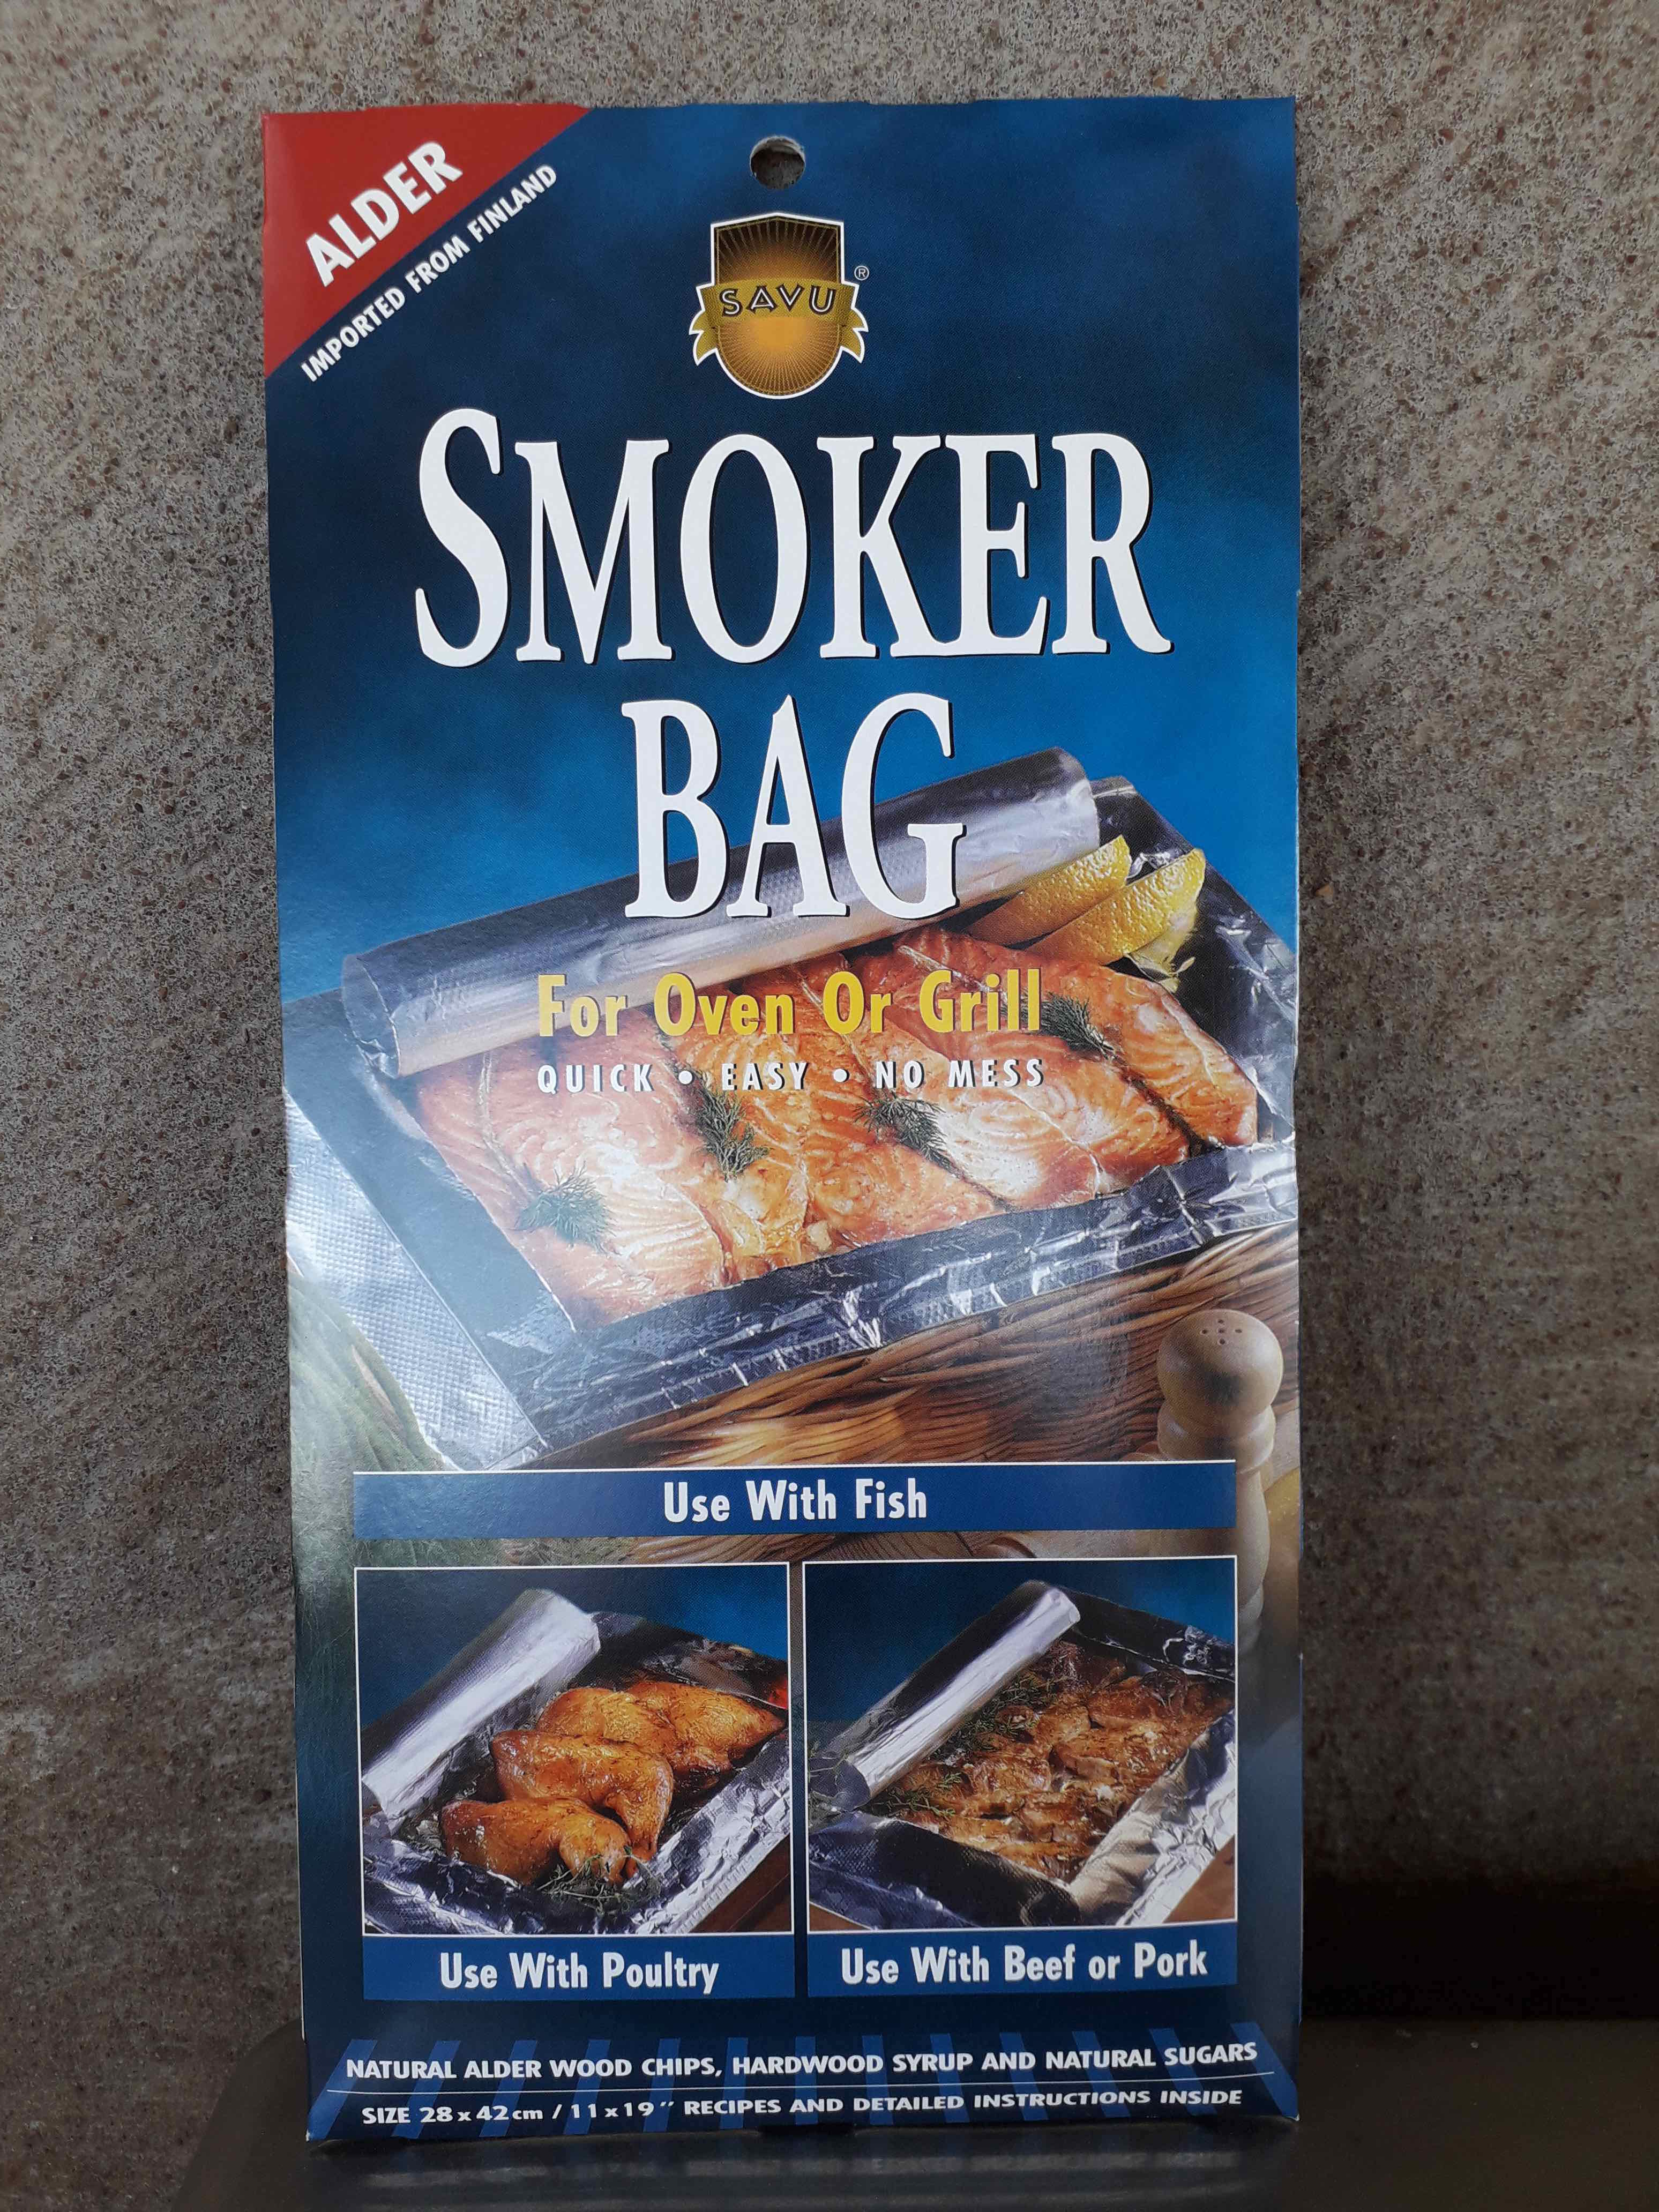 ALDER
IMPORTED FROM FINLAND
SAVU®
SMOKER
BAG
For Oven Or Grill
QUICK • EASY • NO MESS
Use With Fish
Use With Poultry
Use With Beef or Pork
NATURAL ALDER WOOD CHIPS, HARDWOOD SYRUP AND NATURAL SUGARS
SIZE 28 x 42 cm / 11 x 19" RECIPES AND DETAILED INSTRUCTIONS INSIDE